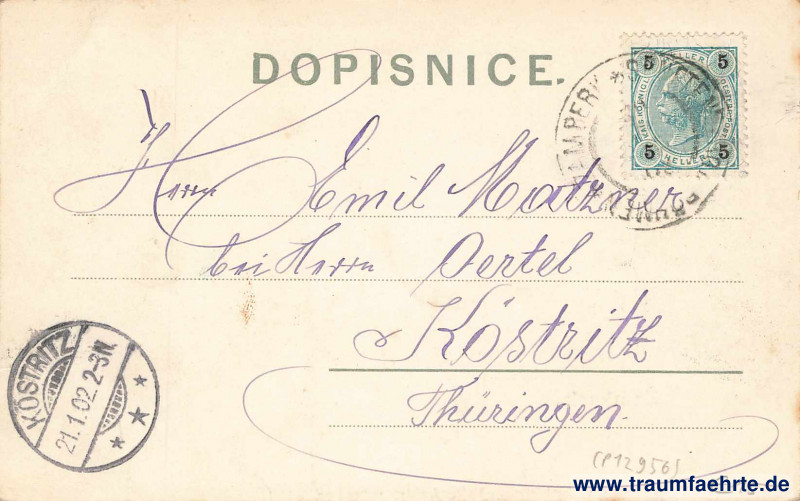 DOPISNICE.
5 HELLER 5
5 HELLER 5
Herrn Emil Matzner
bei Herrn Oertel
Köstritz
Thüringen.
KÖSTRITZ
21.1.02. 2-3N.
(P12956)
www.traumfaehrte.de